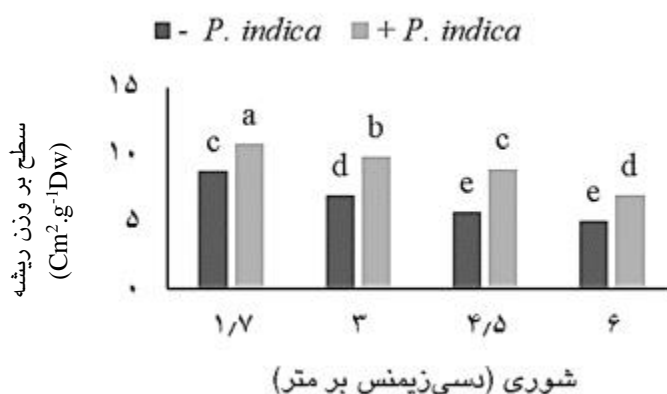 - P. indica + P. indica
سطح بر وزن ریشه
(Cm².g⁻¹Dw)
۱۵
۱۰
۵
۰
c a d b e c e d
۱٫۷ ۳ ۴٫۵ ۶
شوری (دسی‌زیمنس بر متر)